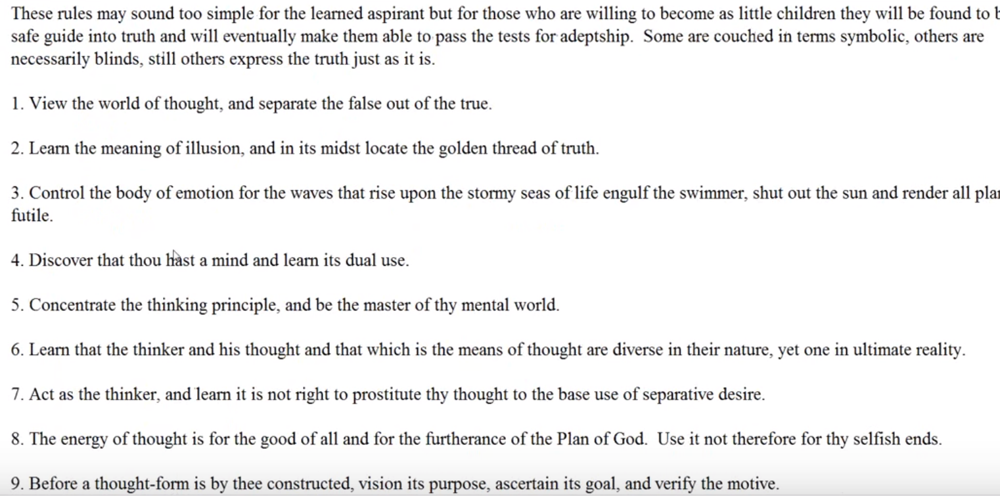 These rules may sound too simple for the learned aspirant but for those who are willing to become as little children they will be found to
safe guide into truth and will eventually make them able to pass the tests for adeptship. Some are couched in terms symbolic, others are
necessarily blinds, still others express the truth just as it is.
1. View the world of thought, and separate the false out of the true.
2. Learn the meaning of illusion, and in its midst locate the golden thread of truth.
3. Control the body of emotion for the waves that rise upon the stormy seas of life engulf the swimmer, shut out the sun and render all
futile.
4. Discover that thou hast a mind and learn its dual use.
5. Concentrate the thinking principle, and be the master of thy mental world.
6. Learn that the thinker and his thought and that which is the means of thought are diverse in their nature, yet one in ultimate reality.
7. Act as the thinker, and learn it is not right to prostitute thy thought to the base use of separative desire.
8. The energy of thought is for the good of all and for the furtherance of the Plan of God. Use it not therefore for thy selfish ends.
9. Before a thought-form is by thee constructed, vision its purpose, ascertain its goal, and verify the motive.